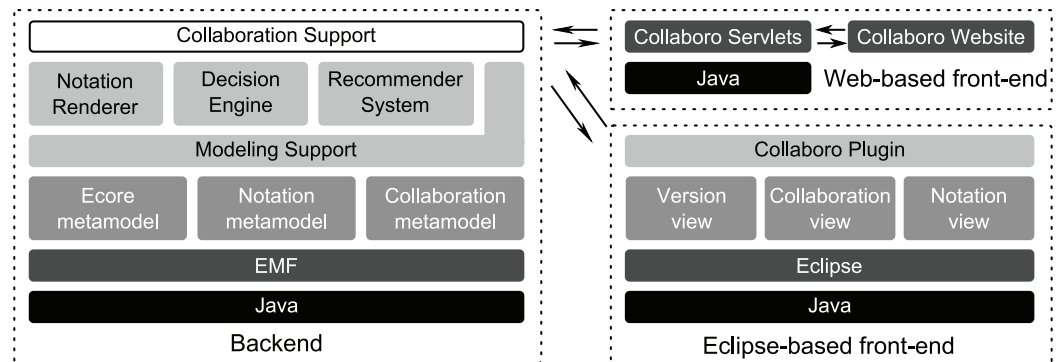 Collaboration Support
Notation
Renderer
Decision
Engine
Recommender
System
Modeling Support
Ecore
metamodel
Notation
metamodel
Collaboration
metamodel
EMF
Java
Backend
Collaboro Servlets
Collaboro Website
Java
Web-based front-end
Collaboro Plugin
Version
view
Collaboration
view
Notation
view
Eclipse
Java
Eclipse-based front-end